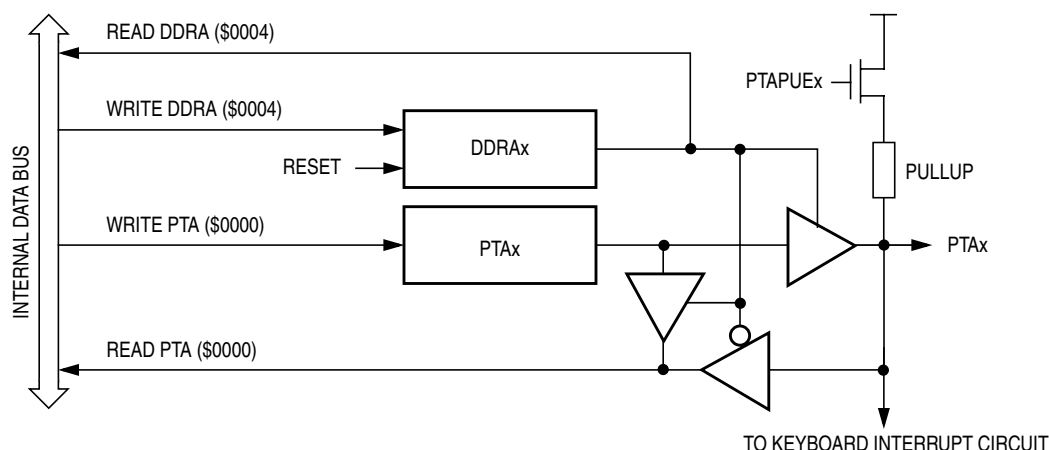 READ DDRA ($0004)
PTAPUEx
WRITE DDRA ($0004)
DDRAx
RESET
PULLUP
INTERNAL DATA BUS
WRITE PTA ($0000)
PTAx
PTAx
READ PTA ($0000)
TO KEYBOARD INTERRUPT CIRCUIT